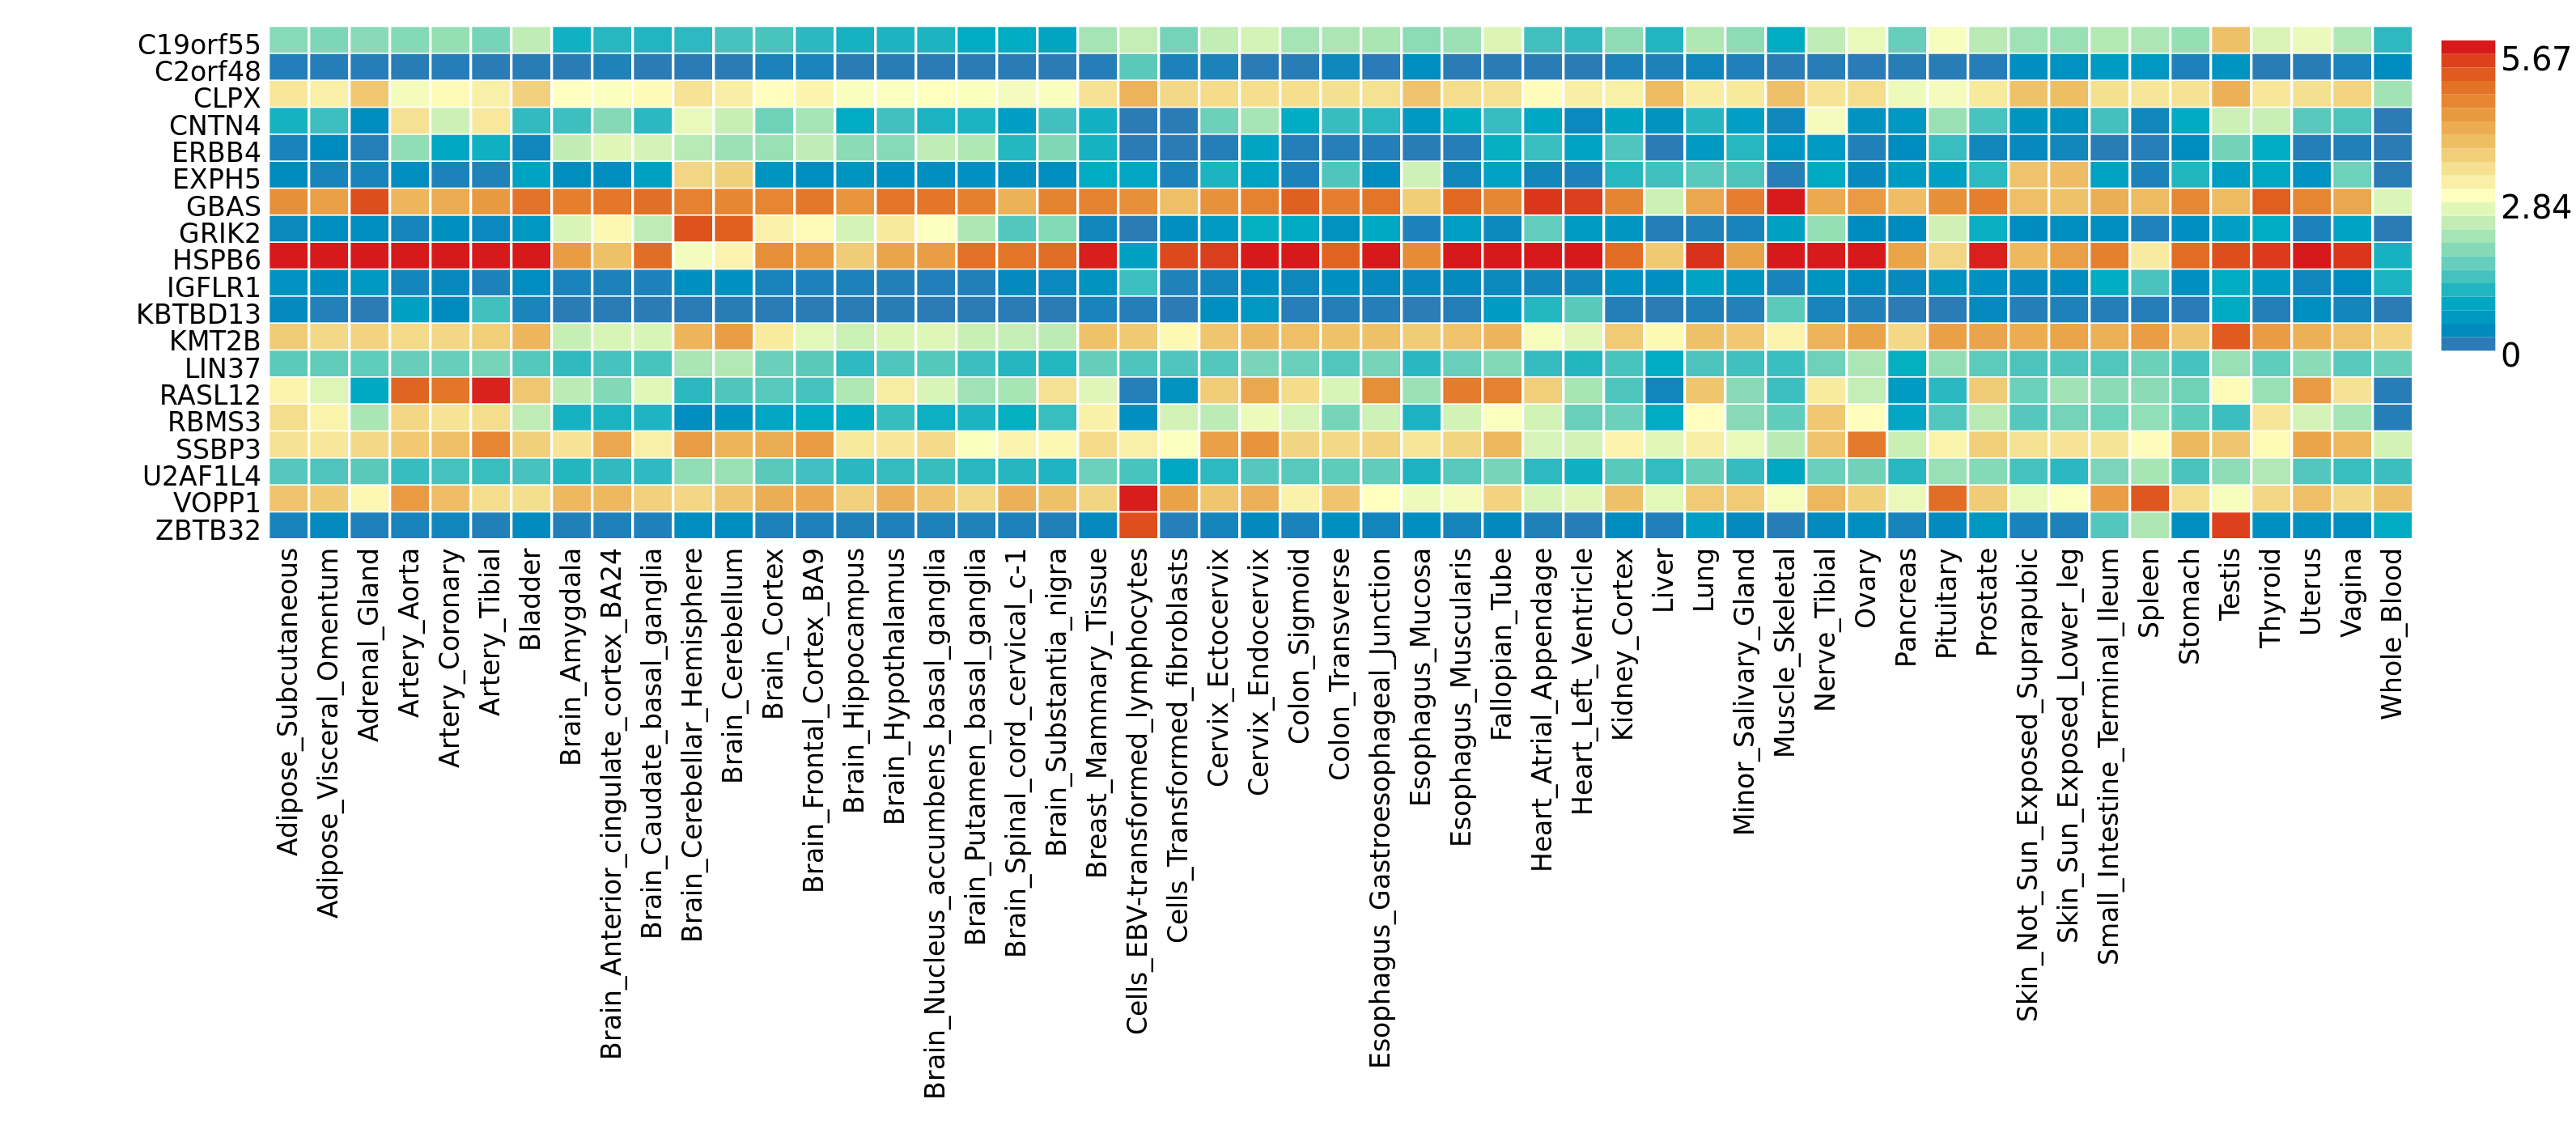 C19orf55
C2orf48
CLPX
CNTN4
ERBB4
EXPH5
GBAS
GRIK2
HSPB6
IGFLR1
KBTBD13
KMT2B
LIN37
RASL12
RBMS3
SSBP3
U2AF1L4
VOPP1
ZBTB32
5.67
2.84
0
Adipose_Subcutaneous
Adipose_Visceral_Omentum
Adrenal_Gland
Artery_Aorta
Artery_Coronary
Artery_Tibial
Bladder
Brain_Amygdala
Brain_Anterior_cingulate_cortex_BA24
Brain_Caudate_basal_ganglia
Brain_Cerebellar_Hemisphere
Brain_Cerebellum
Brain_Cortex
Brain_Frontal_Cortex_BA9
Brain_Hippocampus
Brain_Hypothalamus
Brain_Nucleus_accumbens_basal_ganglia
Brain_Putamen_basal_ganglia
Brain_Spinal_cord_cervical_c-1
Brain_Substantia_nigra
Breast_Mammary_Tissue
Cells_EBV-transformed_lymphocytes
Cells_Transformed_fibroblasts
Cervix_Ectocervix
Cervix_Endocervix
Colon_Sigmoid
Colon_Transverse
Esophagus_Gastroesophageal_Junction
Esophagus_Mucosa
Esophagus_Muscularis
Fallopian_Tube
Heart_Atrial_Appendage
Heart_Left_Ventricle
Kidney_Cortex
Liver
Lung
Minor_Salivary_Gland
Muscle_Skeletal
Nerve_Tibial
Ovary
Pancreas
Pituitary
Prostate
Skin_Not_Sun_Exposed_Suprapubic
Skin_Sun_Exposed_Lower_leg
Small_Intestine_Terminal_Ileum
Spleen
Stomach
Testis
Thyroid
Uterus
Vagina
Whole_Blood